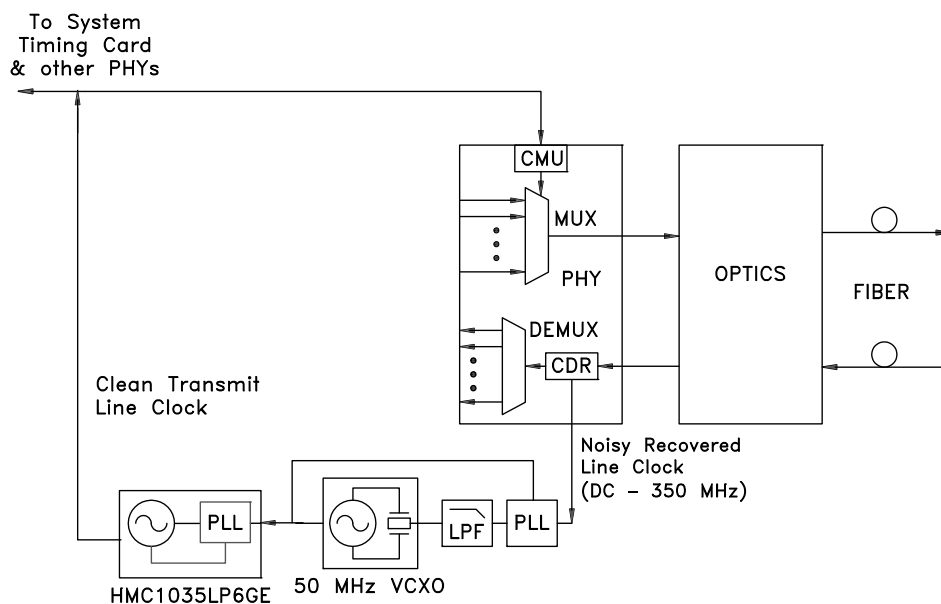 To System
Timing Card
& other PHYs
CMU
MUX
PHY
OPTICS
FIBER
DEMUX
CDR
Clean Transmit
Line Clock
Noisy Recovered
Line Clock
(DC - 350 MHz)
PLL
LPF
PLL
HMC1035LP6GE
50 MHz VCXO